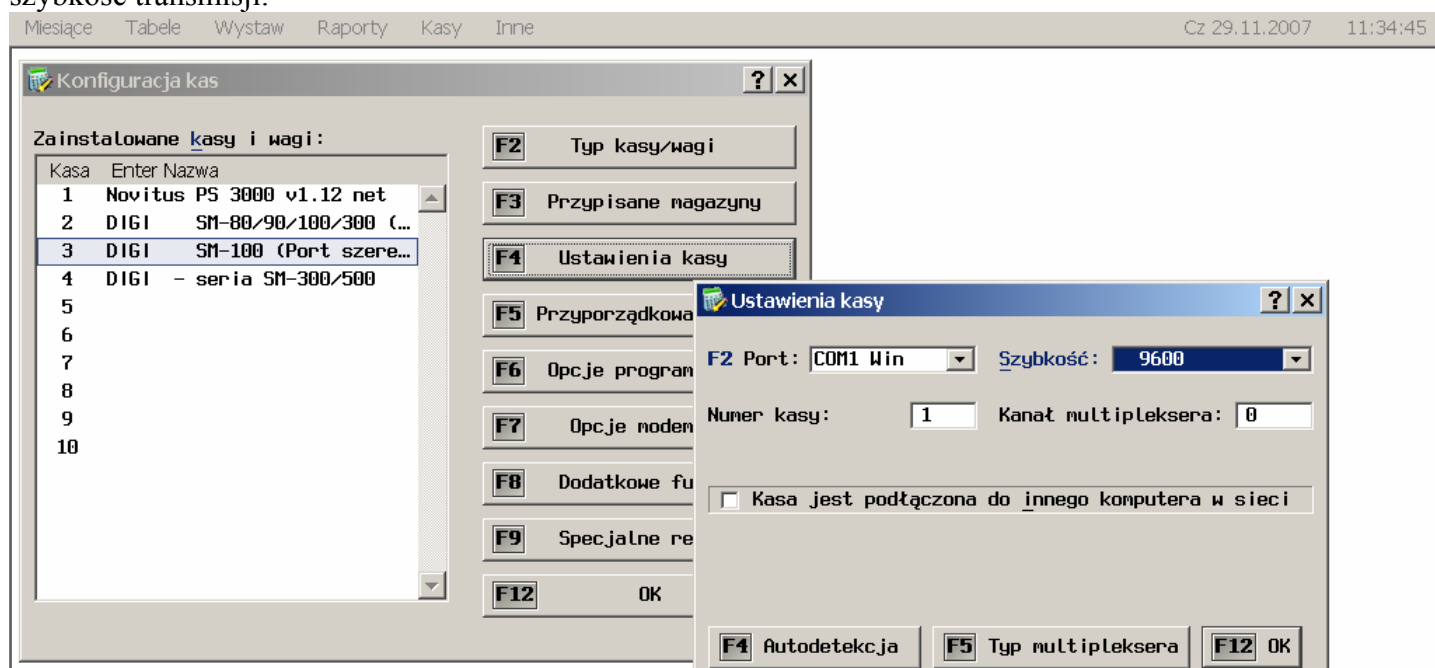 szybkość transmisji.
Miesiące Tabele Wystaw Raporty Kasy Inne Cz 29.11.2007 11:34:45
Konfiguracja kas ? ×
Zainstalowane kasy i wagi:
Kasa Enter Nazwa
1 Novitus PS 3000 v1.12 net
2 DIGI SM-80/90/100/300 (…
3 DIGI SM-100 (Port szere…
4 DIGI - seria SM-300/500
5
6
7
8
9
10
F2 Typ kasy/wagi
F3 Przypisane magazyny
F4 Ustawienia kasy
F5 Przyporządkowa
F6 Opcje program
F7 Opcje modem
F8 Dodatkowe fu
F9 Specjalne re
F12 OK
Ustawienia kasy ? ×
F2 Port: COM1 Win Szybkość: 9600
Numer kasy: 1 Kanał multipleksera: 0
Kasa jest podłączona do innego komputera w sieci
F4 Autodetekcja F5 Typ multipleksera F12 OK